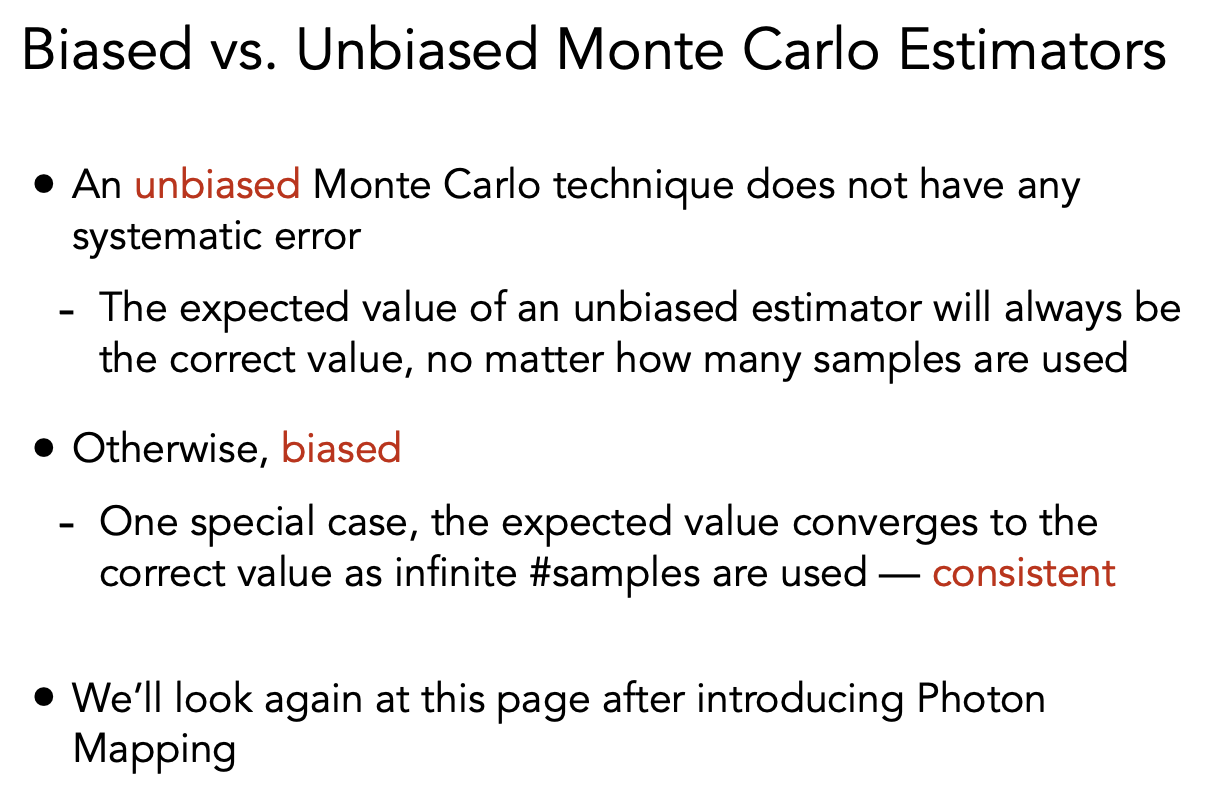 Biased vs. Unbiased Monte Carlo Estimators
• An unbiased Monte Carlo technique does not have any
systematic error
- The expected value of an unbiased estimator will always be
the correct value, no matter how many samples are used
• Otherwise, biased
- One special case, the expected value converges to the
correct value as infinite #samples are used — consistent
• We’ll look again at this page after introducing Photon
Mapping